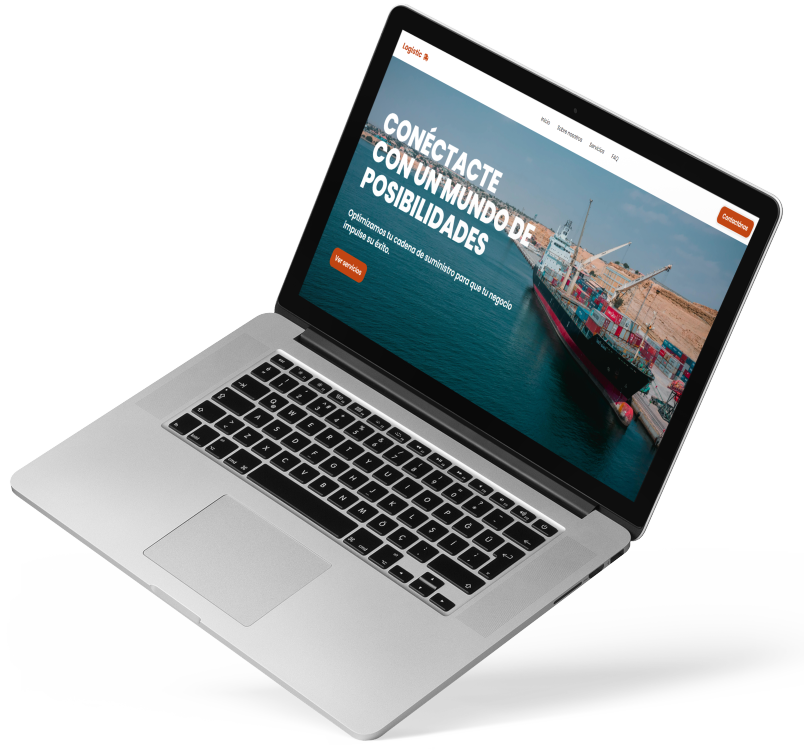 Logistic
Inicio Sobre nosotros Servicios FAQ
Contactános
CONÉCTACTE
CON UN MUNDO DE
POSIBILIDADES
Optimizamos tu cadena de suministro para que tu negocio
impulse su éxito.
Ver servicios
Q W E R T Y U I O P Ğ Ü
A S D F G H J K L Ş İ
Z X C V B N M Ö Ç